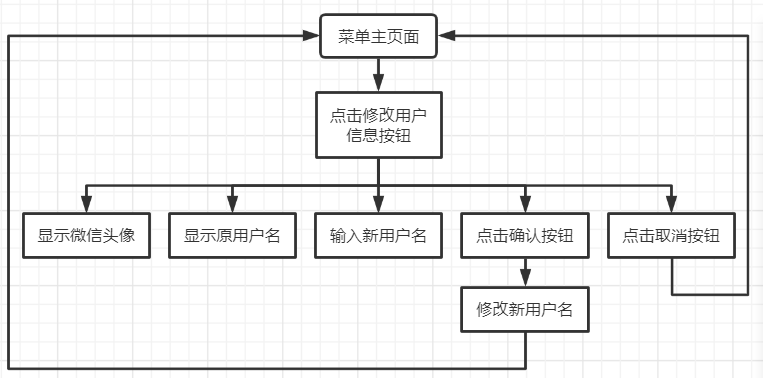 菜单主页面
点击修改用户
信息按钮
显示微信头像
显示原用户名
输入新用户名
点击确认按钮
点击取消按钮
修改新用户名